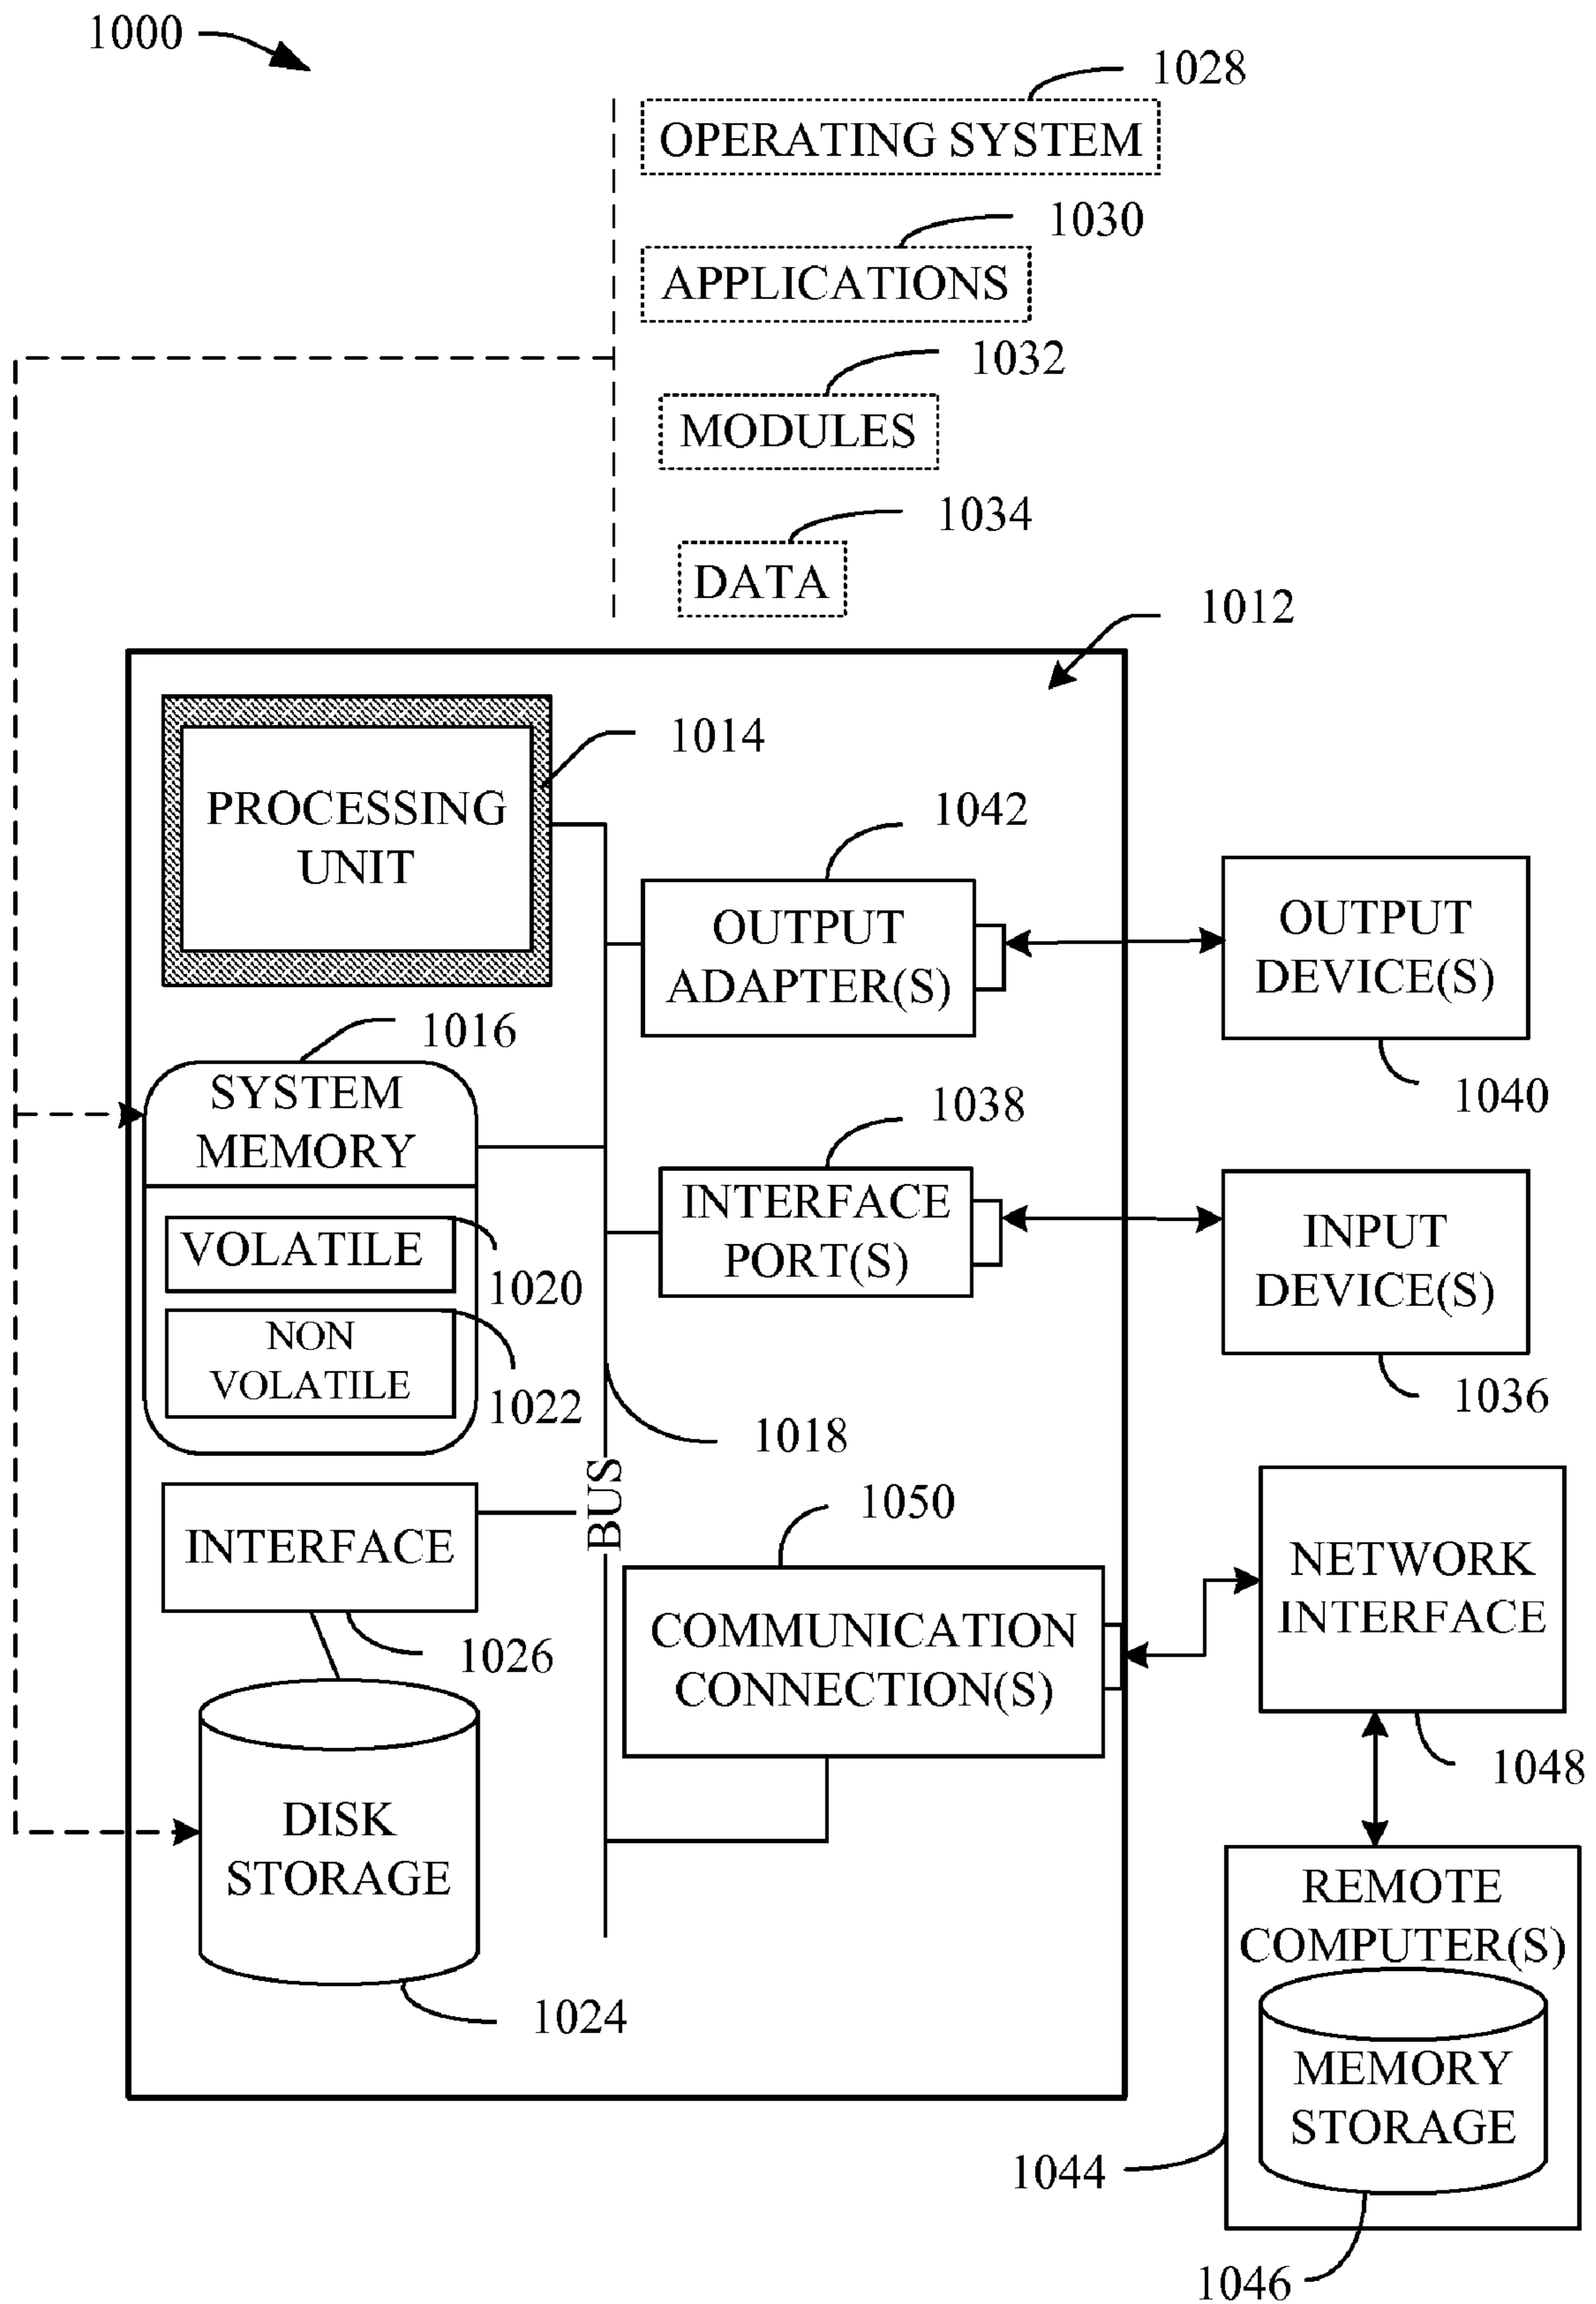 1000
1028
OPERATING SYSTEM
1030
APPLICATIONS
1032
MODULES
1034
DATA
1012
1014
PROCESSING
UNIT
1042
OUTPUT
ADAPTER(S)
OUTPUT
DEVICE(S)
1040
1016
SYSTEM
MEMORY
1038
INTERFACE
PORT(S)
INPUT
DEVICE(S)
1036
VOLATILE
1020
NON
VOLATILE
1022
1018
BUS
1050
INTERFACE
1026
COMMUNICATION
CONNECTION(S)
NETWORK
INTERFACE
1048
DISK
STORAGE
1024
REMOTE
COMPUTER(S)
MEMORY
STORAGE
1044
1046